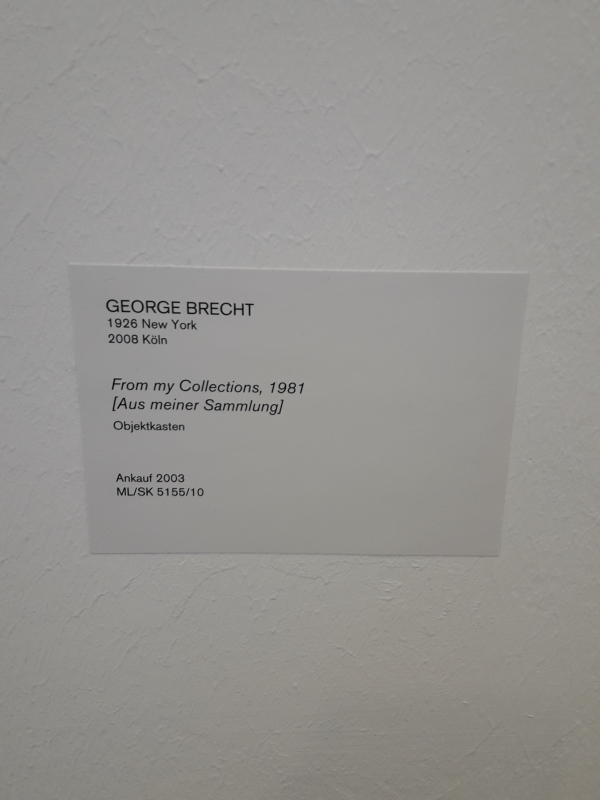 GEORGE BRECHT
1926 New York
2008 Köln
From my Collections, 1981
[Aus meiner Sammlung]
Objektkasten
Ankauf 2003
ML/SK 5155/10